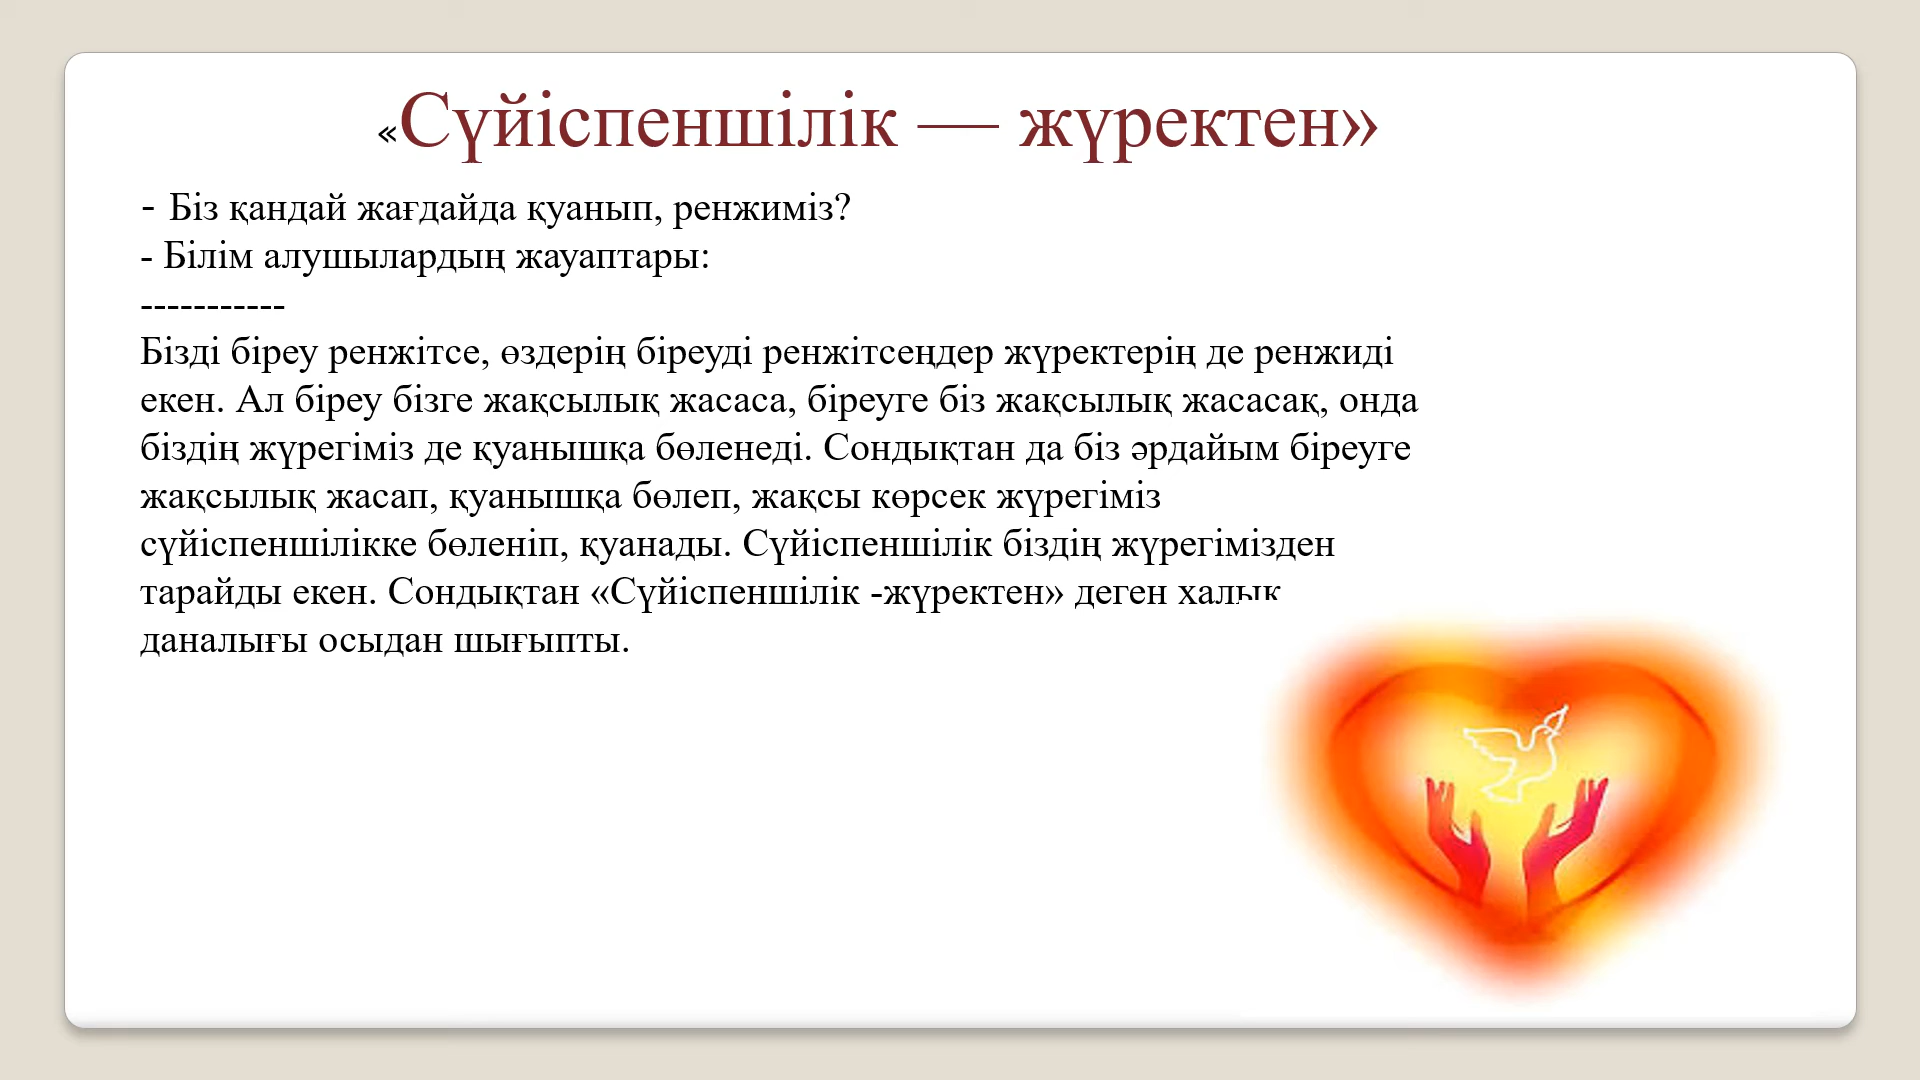 «Сүйіспеншілік — жүректен»
- Біз қандай жағдайда қуанып, ренжиміз?
- Білім алушылардың жауаптары:
-----------
Бізді біреу ренжітсе, өздерің біреуді ренжітсеңдер жүректерің де ренжиді
екен. Ал біреу бізге жақсылық жасаса, біреуге біз жақсылық жасасақ, онда
біздің жүрегіміз де қуанышқа бөленеді. Сондықтан да біз әрдайым біреуге
жақсылық жасап, қуанышқа бөлеп, жақсы көрсек жүрегіміз
сүйіспеншілікке бөленіп, қуанады. Сүйіспеншілік біздің жүрегімізден
тарайды екен. Сондықтан «Сүйіспеншілік -жүректен» деген халық
даналығы осыдан шығыпты.